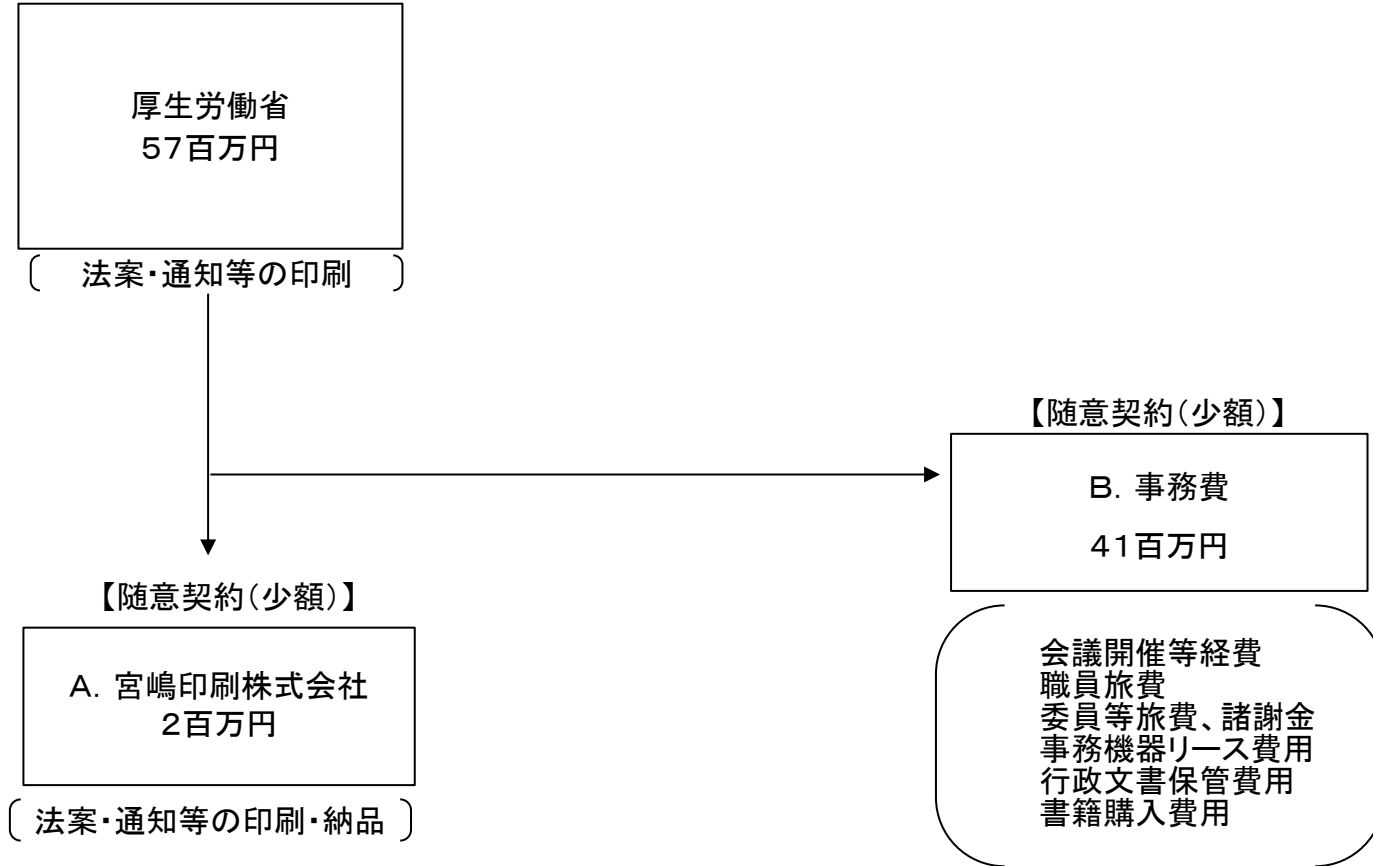 厚生労働省
57百万円
〔 法案・通知等の印刷 〕
【随意契約(少額)】
B. 事務費
41百万円
会議開催等経費
職員旅費
委員等旅費、諸謝金
事務機器リース費用
行政文書保管費用
書籍購入費用
【随意契約(少額)】
A. 宮嶋印刷株式会社
2百万円
〔 法案・通知等の印刷・納品 〕